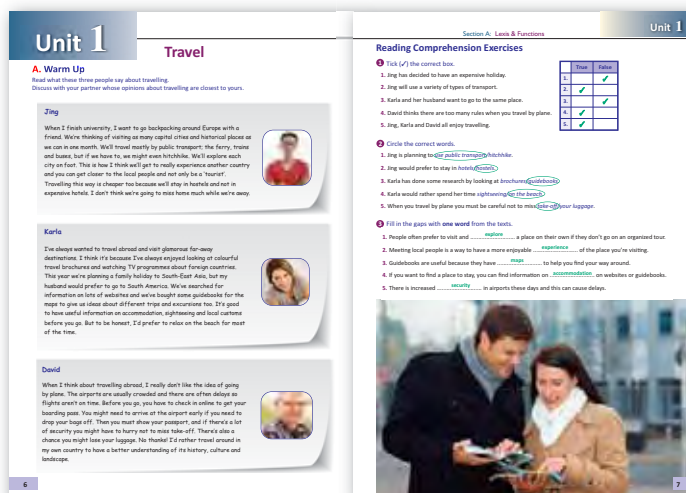 Unit 1
Travel
A. Warm Up
Read what these three people say about travelling.
Discuss with your partner whose opinions about travelling are closest to yours.
Jing
When I finish university, I want to go backpacking around Europe with a
friend. We're thinking of visiting as many capital cities and historical places as
we can in one month. We'll travel mostly by public transport; the ferry, trains
and buses, but if we have to, we might even hitchhike. We'll explore each
city on foot. This is how I think we'll get to really experience another country
and you can get closer to the local people and not only be a 'tourist'.
Travelling this way is cheaper too because we'll stay in hostels and not in
expensive hotels. I don't think we're going to miss home much while we're away.
Karla
I've always wanted to travel abroad and visit glamorous far-away
destinations. I think it's because I've always enjoyed looking at colourful
travel brochures and watching TV programmes about foreign countries.
This year we're planning a family holiday to South-East Asia, but my
husband would prefer to go to South America. We've searched for
information on lots of websites and we've bought some guidebooks for the
maps to give us ideas about different trips and excursions too. It's good
to have useful information on accommodation, sightseeing and local customs
before you go. But to be honest, I'd prefer to relax on the beach for most
of the time.
David
When I think about travelling abroad, I really don't like the idea of going
by plane. The airports are usually crowded and there are often delays so
flights aren't on time. Before you go, you have to check in online to get your
boarding pass. You might need to arrive at the airport early if you need to
drop your bags off. Then you must show your passport, and if there's a lot
of security you might have to hurry not to miss take-off. There's also a
chance you might lose your luggage. No thanks! I'd rather travel around in
my own country to have a better understanding of its history, culture and
landscape.
6
Section A: Lexis & Functions
Unit 1
Reading Comprehension Exercises
1 Tick (✓) the correct box.
1. Jing has decided to have an expensive holiday.
2. Jing will use a variety of types of transport.
3. Karla and her husband want to go to the same place.
4. David thinks there are too many rules when you travel by plane.
5. Jing, Karla and David all enjoy travelling.
True False
1. ✓
2. ✓
3. ✓
4. ✓
5. ✓
2 Circle the correct words.
1. Jing is planning to use public transport/hitchhike.
2. Jing would prefer to stay in hotels/hostels.
3. Karla has done some research by looking at brochures/guidebooks.
4. Karla would rather spend her time sightseeing/on the beach.
5. When you travel by plane you must be careful not to miss take-off/your luggage.
3 Fill in the gaps with one word from the texts.
1. People often prefer to visit and explore a place on their own if they don't go on an organized tour.
2. Meeting local people is a way to have a more enjoyable experience of the place you're visiting.
3. Guidebooks are useful because they have maps to help you find your way around.
4. If you want to find a place to stay, you can find information on accommodation on websites or guidebooks.
5. There is increased security in airports these days and this can cause delays.
7